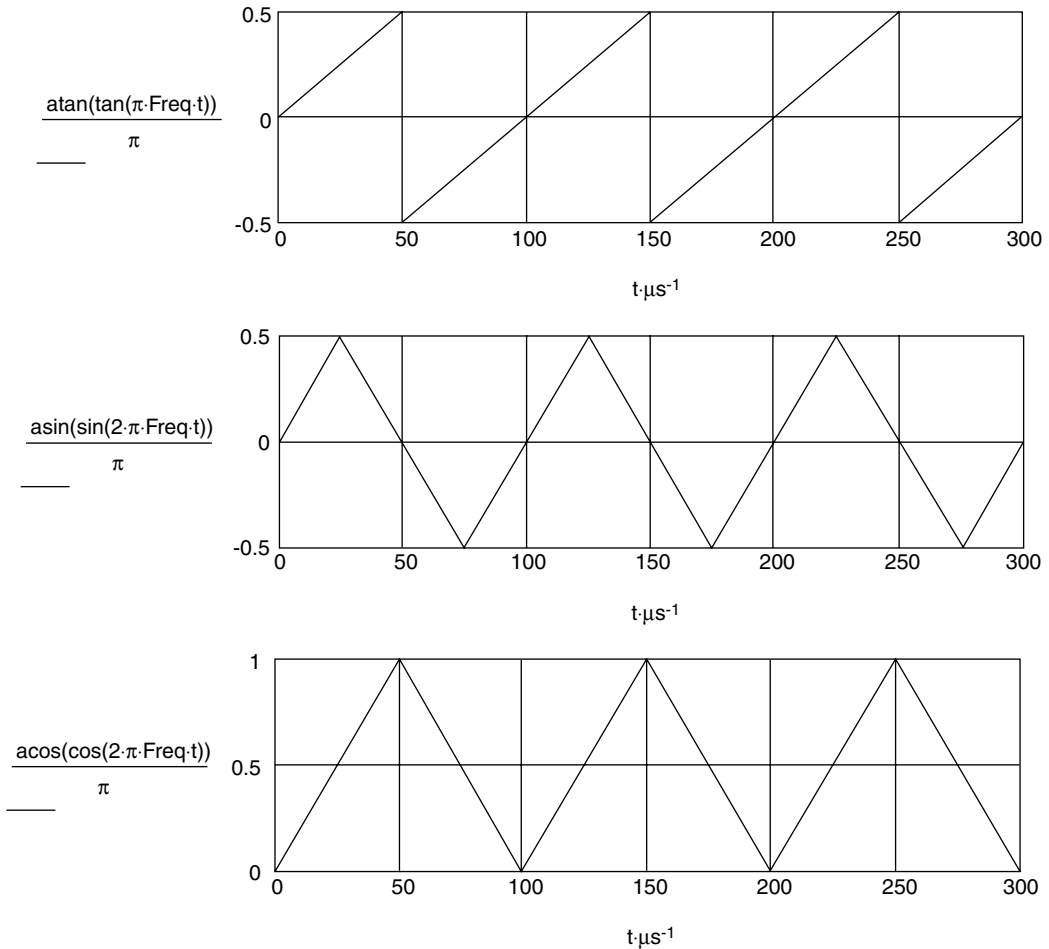 0.5
atan(tan(π·Freq·t))
π
0
-0.5
0 50 100 150 200 250 300
t·μs-1
0.5
asin(sin(2·π·Freq·t))
π
0
-0.5
0 50 100 150 200 250 300
t·μs-1
1
acos(cos(2·π·Freq·t))
π
0.5
0
0 50 100 150 200 250 300
t·μs-1